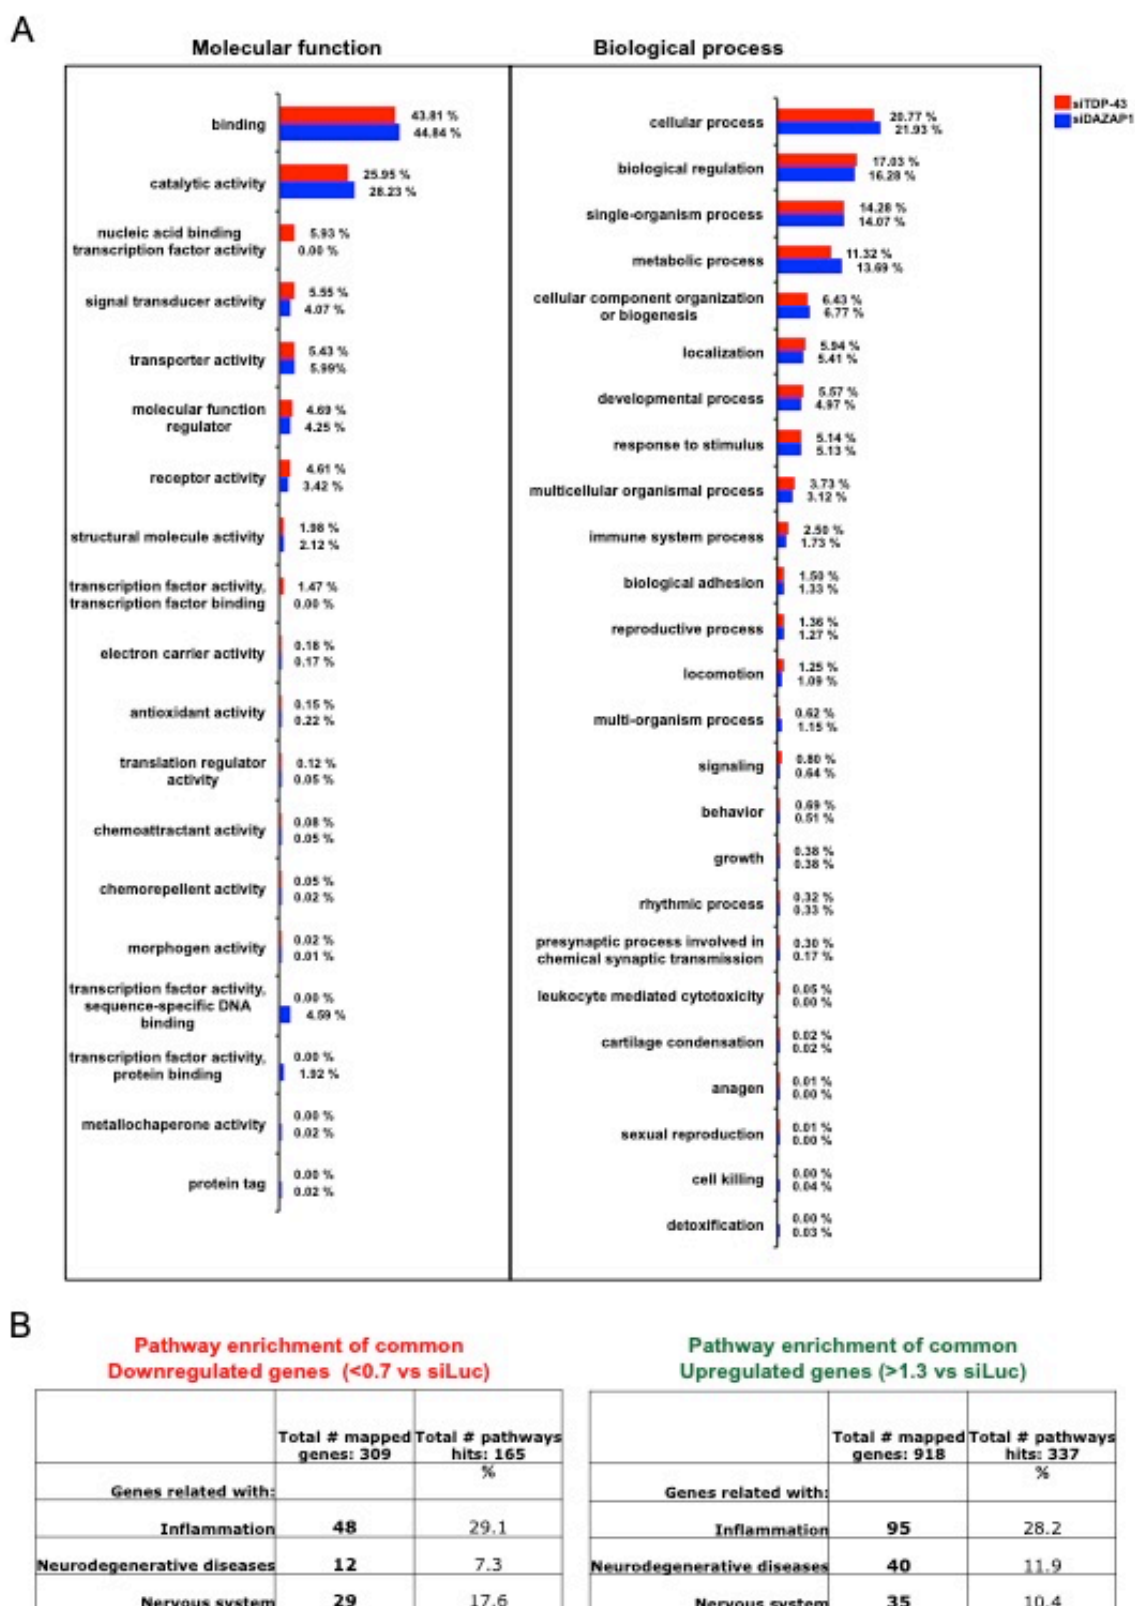 A
Molecular function
Biological process
siTDP-43
siDAZAP1
binding
43.81 %
44.84 %
catalytic activity
25.95 %
28.23 %
nucleic acid binding
transcription factor activity
5.93 %
0.00 %
signal transducer activity
5.55 %
4.07 %
transporter activity
5.43 %
5.99%
molecular function
regulator
4.69 %
4.25 %
receptor activity
4.61 %
3.42 %
structural molecule activity
1.98 %
2.12 %
transcription factor activity,
transcription factor binding
1.47 %
0.00 %
electron carrier activity
0.18 %
0.17 %
antioxidant activity
0.15 %
0.22 %
translation regulator
activity
0.12 %
0.05 %
chemoattractant activity
0.08 %
0.05 %
chemorepellent activity
0.05 %
0.02 %
morphogen activity
0.02 %
0.01 %
transcription factor activity,
sequence-specific DNA
binding
0.00 %
4.59 %
transcription factor activity,
protein binding
0.00 %
1.92 %
metallochaperone activity
0.00 %
0.02 %
protein tag
0.00 %
0.02 %
cellular process
20.77 %
21.93 %
biological regulation
17.03 %
16.28 %
single-organism process
14.28 %
14.07 %
metabolic process
11.32 %
13.69 %
cellular component organization
or biogenesis
6.43 %
6.77 %
localization
5.94 %
5.41 %
developmental process
5.57 %
4.97 %
response to stimulus
5.14 %
5.13 %
multicellular organismal process
3.73 %
3.12 %
immune system process
2.50 %
1.73 %
biological adhesion
1.50 %
1.33 %
reproductive process
1.36 %
1.27 %
locomotion
1.25 %
1.09 %
multi-organism process
0.62 %
1.15 %
signaling
0.80 %
0.64 %
behavior
0.69 %
0.51 %
growth
0.38 %
0.38 %
rhythmic process
0.32 %
0.33 %
presynaptic process involved in
chemical synaptic transmission
0.30 %
0.17 %
leukocyte mediated cytotoxicity
0.05 %
0.00 %
cartilage condensation
0.02 %
0.02 %
anagen
0.01 %
0.00 %
sexual reproduction
0.01 %
0.00 %
cell killing
0.00 %
0.04 %
detoxification
0.00 %
0.03 %
B
Pathway enrichment of common
Downregulated genes (<0.7 vs siLuc)
Total # mapped genes: 309
Total # pathways hits: 165
%
Genes related with:
Inflammation 48 29.1
Neurodegenerative diseases 12 7.3
Nervous system 29 17.6
Pathway enrichment of common
Upregulated genes (>1.3 vs siLuc)
Total # mapped genes: 918
Total # pathways hits: 337
%
Genes related with:
Inflammation 95 28.2
Neurodegenerative diseases 40 11.9
Nervous system 35 10.4